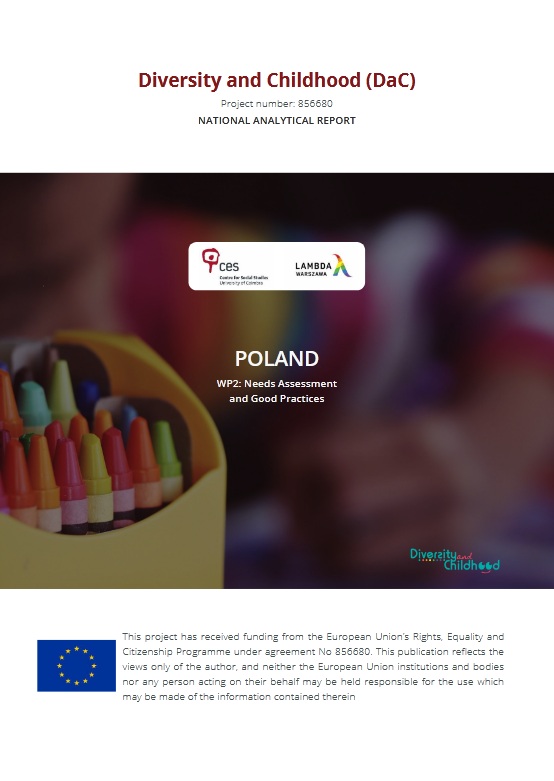 Diversity and Childhood (DaC)
Project number: 856680
NATIONAL ANALYTICAL REPORT
ces
Centre for Social Studies
University of Coimbra
LAMBDA
WARSZAWA
POLAND
WP2: Needs Assessment
and Good Practices
Diversity and
Childhood
This project has received funding from the European Union's Rights, Equality and
Citizenship Programme under agreement No 856680. This publication reflects the
views only of the author, and neither the European Union institutions and bodies
nor any person acting on their behalf may be held responsible for the use which
may be made of the information contained therein